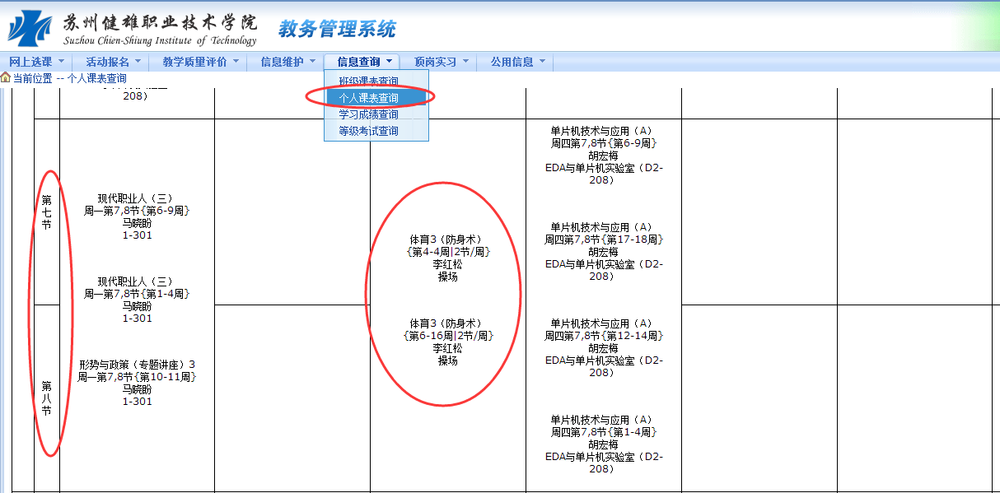 苏州健雄职业技术学院
Suzhou Chien-Shiung Institute of Technology
教务管理系统
网上选课 活动报名 教学质量评价 信息维护 信息查询 顶岗实习 公用信息
当前位置 -- 个人课表查询
班级课表查询
个人课表查询
学习成绩查询
等级考试查询
208）
第七节
现代职业人（三）
周一第7,8节{第6-9周}
马晓盼
1-301
现代职业人（三）
周一第7,8节{第1-4周}
马晓盼
1-301
形势与政策（专题讲座）3
周一第7,8节{第10-11周}
马晓盼
1-301
体育3（防身术）
{第4-4周|2节/周}
李红松
操场
体育3（防身术）
{第6-16周|2节/周}
李红松
操场
单片机技术与应用（A）
周四第7,8节{第6-9周}
胡宏梅
EDA与单片机实验室（D2-
208）
单片机技术与应用（A）
周四第7,8节{第17-18周}
胡宏梅
EDA与单片机实验室（D2-
208）
单片机技术与应用（A）
周四第7,8节{第12-14周}
胡宏梅
EDA与单片机实验室（D2-
208）
单片机技术与应用（A）
周四第7,8节{第1-4周}
胡宏梅
EDA与单片机实验室（D2-
208）
第八节